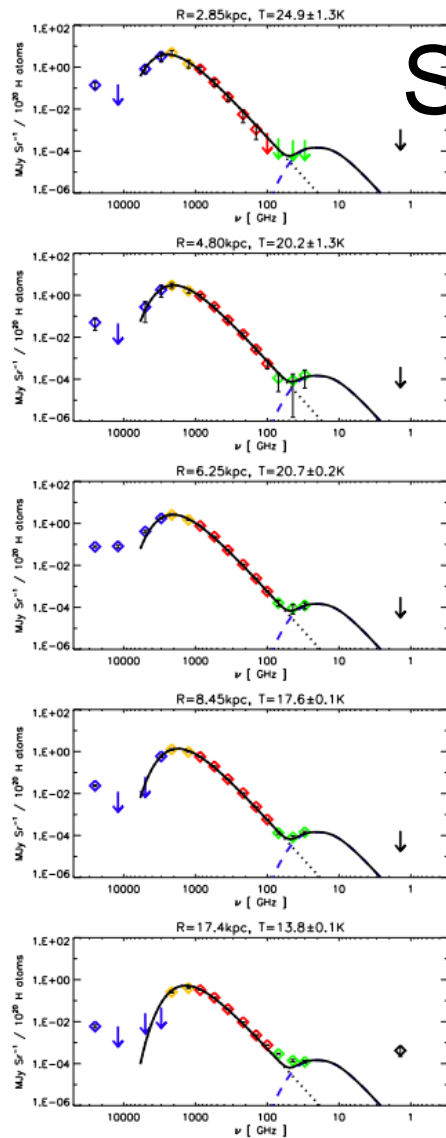 S
R=2.85kpc, T=24.9±1.3K
MJy Sr⁻¹ / 10²⁰ H atoms
1.E+02
1.E+00
1.E-02
1.E-04
1.E-06
10000 1000 100 10 1
ν [ GHz ]
R=4.80kpc, T=20.2±1.3K
MJy Sr⁻¹ / 10²⁰ H atoms
1.E+02
1.E+00
1.E-02
1.E-04
1.E-06
10000 1000 100 10 1
ν [ GHz ]
R=6.25kpc, T=20.7±0.2K
MJy Sr⁻¹ / 10²⁰ H atoms
1.E+02
1.E+00
1.E-02
1.E-04
1.E-06
10000 1000 100 10 1
ν [ GHz ]
R=8.45kpc, T=17.6±0.1K
MJy Sr⁻¹ / 10²⁰ H atoms
1.E+02
1.E+00
1.E-02
1.E-04
1.E-06
10000 1000 100 10 1
ν [ GHz ]
R=17.4kpc, T=13.8±0.1K
MJy Sr⁻¹ / 10²⁰ H atoms
1.E+02
1.E+00
1.E-02
1.E-04
1.E-06
10000 1000 100 10 1
ν [ GHz ]